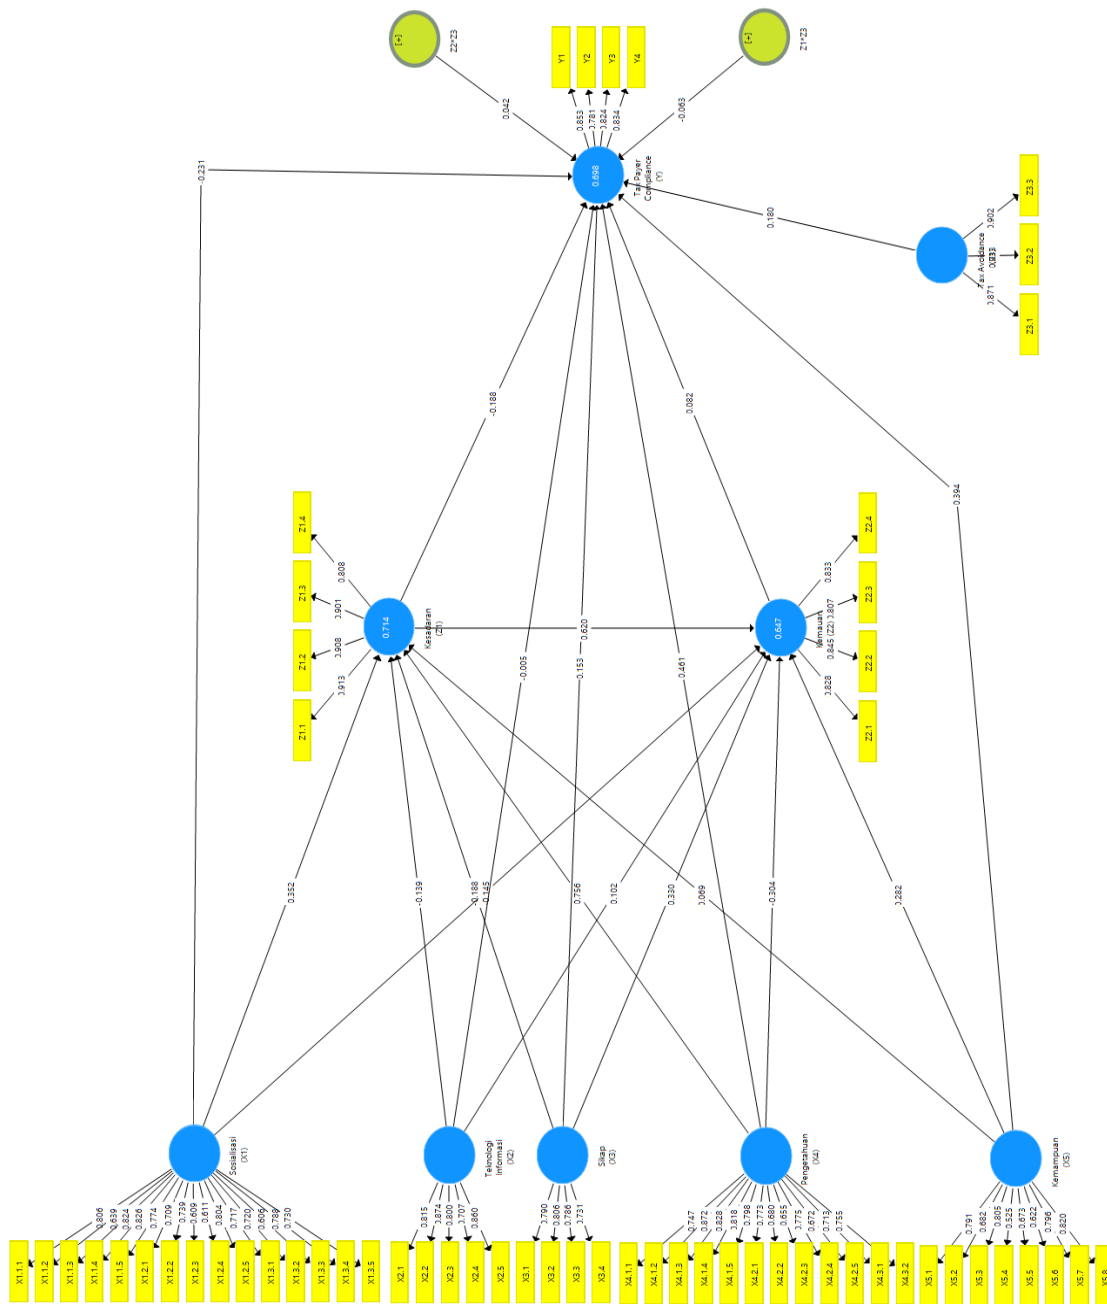 [+]
Z2*Z3
[+]
Z1*Z3
Y1
Y2
Y3
Y4
0.042
-0.063
0.853
0.781
0.824
0.834
-0.231
0.698
Tax Payer
Compliance
(Y)
0.180
Z3.3
Z3.2
Z3.1
0.902
0.871
Tax Avoidance
-0.188
0.082
0.394
Z1.4
Z1.3
Z1.2
Z1.1
0.808
0.901
0.908
0.913
0.714
Kesadaran
(Z1)
0.620
Z2.4
Z2.3
Z2.2
Z2.1
0.833
0.807
0.845
0.828
0.647
Kemauan
(Z2)
-0.005
0.153
0.461
0.352
-0.139
-0.188
0.145
0.756
0.102
0.330
0.069
-0.304
0.282
Sosialisasi
(X1)
Teknologi
Informasi
(X2)
Sikap
(X3)
Pengetahuan
(X4)
Kemampuan
(X5)
0.806
0.639
0.824
0.826
0.774
0.709
0.739
0.609
0.611
0.804
0.717
0.720
0.606
0.788
0.730
0.815
0.874
0.800
0.707
0.860
0.790
0.806
0.786
0.731
0.747
0.872
0.828
0.818
0.798
0.773
0.680
0.665
0.775
0.672
0.713
0.755
0.791
0.682
0.805
0.525
0.673
0.622
0.796
0.820
X1.1.1
X1.1.2
X1.1.3
X1.1.4
X1.1.5
X1.2.1
X1.2.2
X1.2.3
X1.2.4
X1.2.5
X1.3.1
X1.3.2
X1.3.3
X1.3.4
X1.3.5
X2.1
X2.2
X2.3
X2.4
X2.5
X3.1
X3.2
X3.3
X3.4
X4.1.1
X4.1.2
X4.1.3
X4.1.4
X4.1.5
X4.2.1
X4.2.2
X4.2.3
X4.2.4
X4.2.5
X4.3.1
X4.3.2
X5.1
X5.2
X5.3
X5.4
X5.5
X5.6
X5.7
X5.8